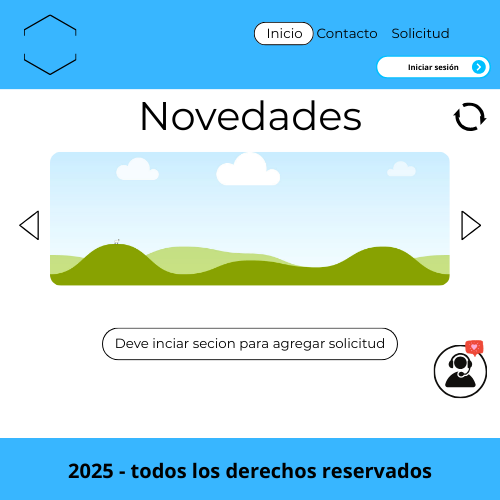 Inicio Contacto Solicitud
Iniciar sesión
Novedades
Deve inciar secion para agregar solicitud
2025 - todos los derechos reservados